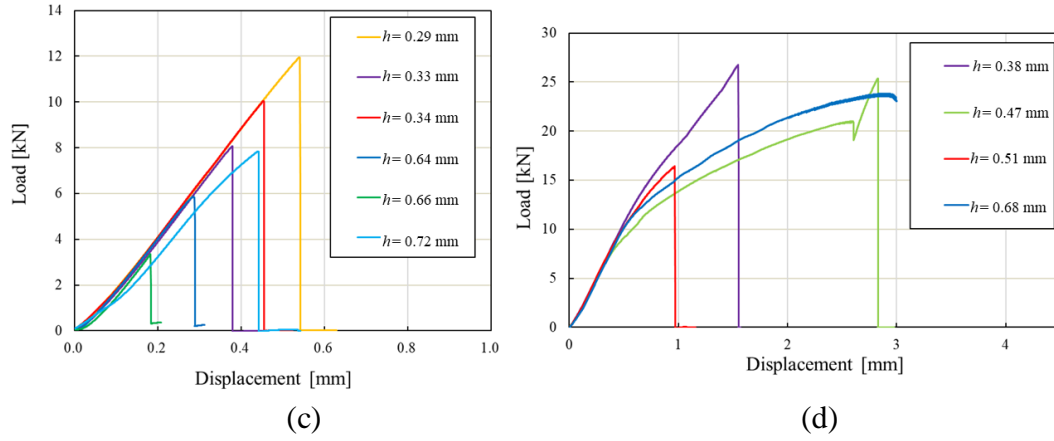 14
12
10
8
6
4
2
0
Load [kN]
0.0 0.2 0.4 0.6 0.8 1.0
Displacement [mm]
h= 0.29 mm
h= 0.33 mm
h= 0.34 mm
h= 0.64 mm
h= 0.66 mm
h= 0.72 mm
(c)
30
25
20
15
10
5
0
Load [kN]
0 1 2 3 4
Displacement [mm]
h= 0.38 mm
h= 0.47 mm
h= 0.51 mm
h= 0.68 mm
(d)